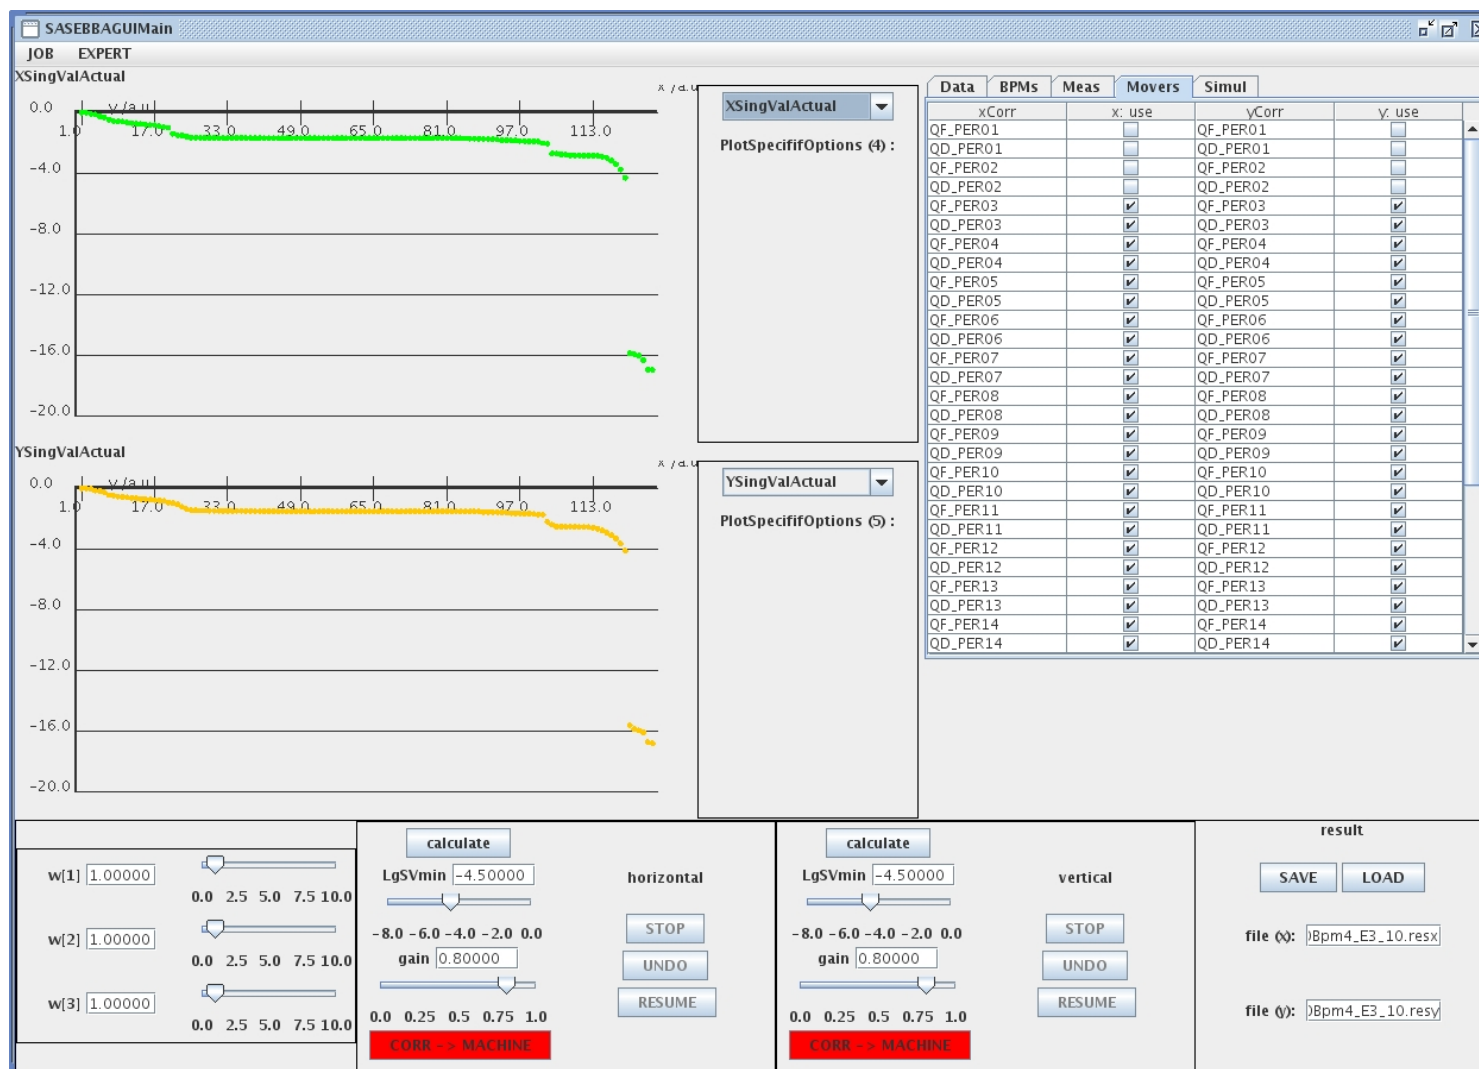 SASEBBAGUIMain
JOB EXPERT
XSingValActual
x /a.u
y /a.u
0.0
1.0 17.0 33.0 49.0 65.0 81.0 97.0 113.0
-4.0
-8.0
-12.0
-16.0
-20.0
XSingValActual
PlotSpecififOptions (4) :
YSingValActual
x /a.u
y /a.u
0.0
1.0 17.0 33.0 49.0 65.0 81.0 97.0 113.0
-4.0
-8.0
-12.0
-16.0
-20.0
YSingValActual
PlotSpecififOptions (5) :
Data BPMs Meas Movers Simul
xCorr x: use yCorr y: use
QF_PER01 QF_PER01
QD_PER01 QD_PER01
QF_PER02 QF_PER02
QD_PER02 QD_PER02
QF_PER03 QF_PER03
QD_PER03 QD_PER03
QF_PER04 QF_PER04
QD_PER04 QD_PER04
QF_PER05 QF_PER05
QD_PER05 QD_PER05
QF_PER06 QF_PER06
QD_PER06 QD_PER06
QF_PER07 QF_PER07
QD_PER07 QD_PER07
QF_PER08 QF_PER08
QD_PER08 QD_PER08
QF_PER09 QF_PER09
QD_PER09 QD_PER09
QF_PER10 QF_PER10
QD_PER10 QD_PER10
QF_PER11 QF_PER11
QD_PER11 QD_PER11
QF_PER12 QF_PER12
QD_PER12 QD_PER12
QF_PER13 QF_PER13
QD_PER13 QD_PER13
QF_PER14 QF_PER14
QD_PER14 QD_PER14
w[1] 1.00000
0.0 2.5 5.0 7.5 10.0
w[2] 1.00000
0.0 2.5 5.0 7.5 10.0
w[3] 1.00000
0.0 2.5 5.0 7.5 10.0
calculate
LgSVmin -4.50000
-8.0 -6.0 -4.0 -2.0 0.0
gain 0.80000
0.0 0.25 0.5 0.75 1.0
CORR -> MACHINE
horizontal
STOP
UNDO
RESUME
calculate
LgSVmin -4.50000
-8.0 -6.0 -4.0 -2.0 0.0
gain 0.80000
0.0 0.25 0.5 0.75 1.0
CORR -> MACHINE
vertical
STOP
UNDO
RESUME
result
SAVE LOAD
file (x): )Bpm4_E3_10.resx
file (y): )Bpm4_E3_10.resy